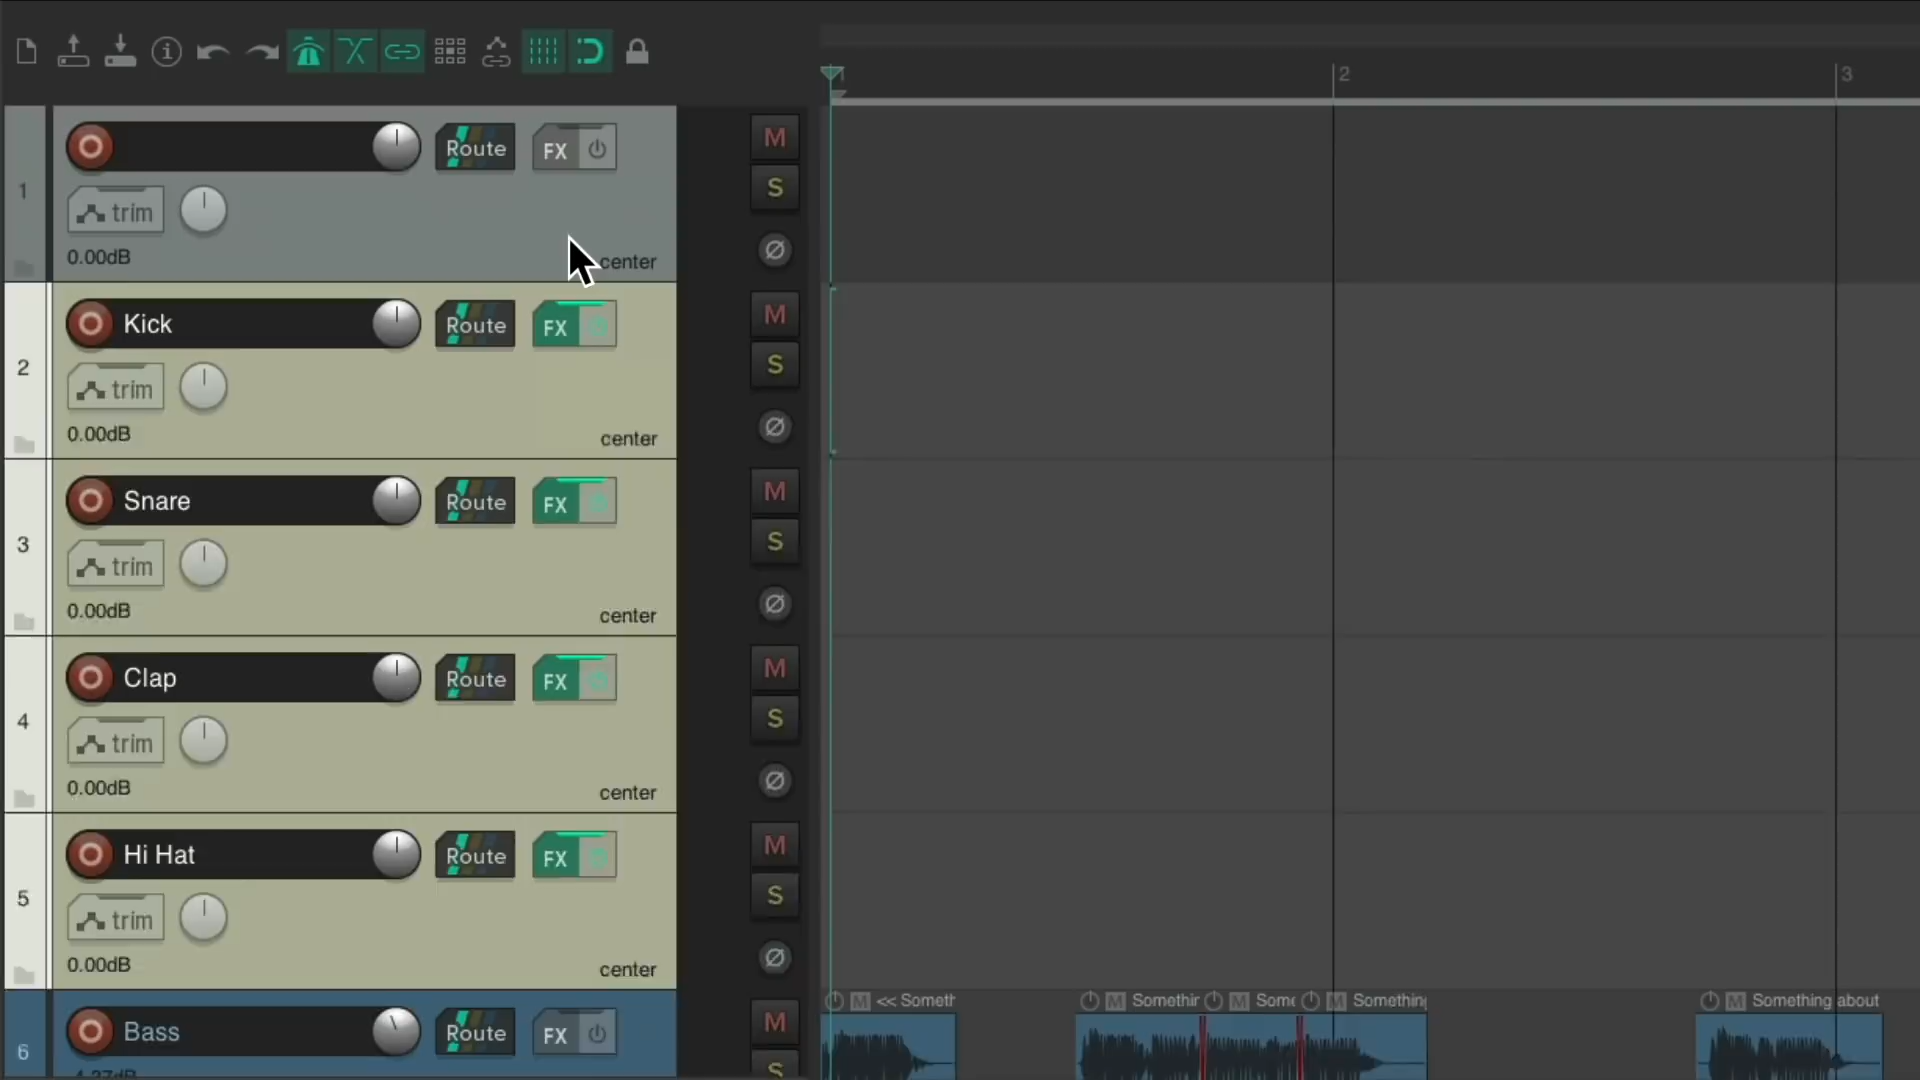 1 2 3
Route FX M
1 S
trim
0.00dB center Ø
Kick Route FX M
2 S
trim
0.00dB center Ø
Snare Route FX M
3 S
trim
0.00dB center Ø
Clap Route FX M
4 S
trim
0.00dB center Ø
Hi Hat Route FX M
5 S
trim
0.00dB center Ø
M << Someth M Somethin M Some M Something M Something about
Bass Route FX M
6 S